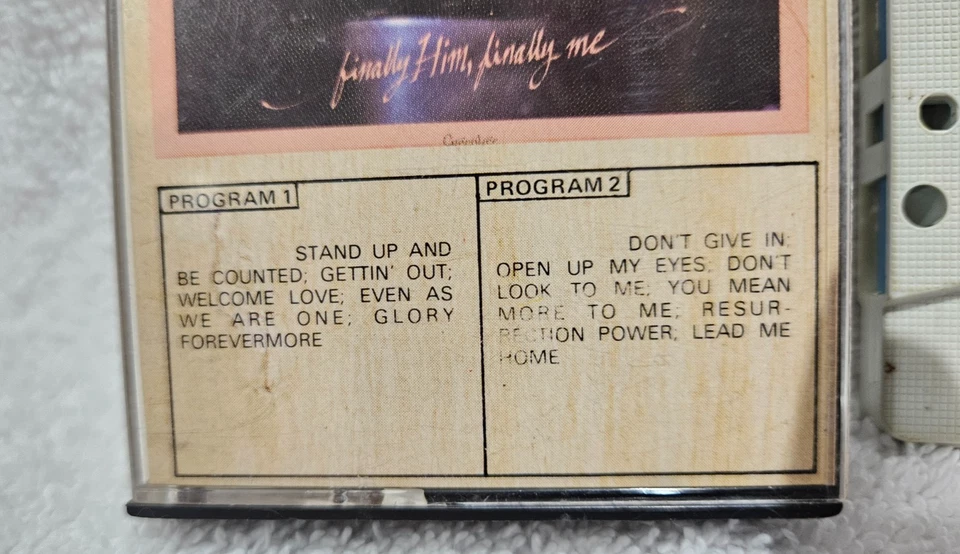 finally Him, finally me
PROGRAM 1
STAND UP AND
BE COUNTED; GETTIN' OUT;
WELCOME LOVE; EVEN AS
WE ARE ONE; GLORY
FOREVERMORE
PROGRAM 2
DON'T GIVE IN;
OPEN UP MY EYES; DON'T
LOOK TO ME; YOU MEAN
MORE TO ME; RESUR-
RECTION POWER; LEAD ME
HOME